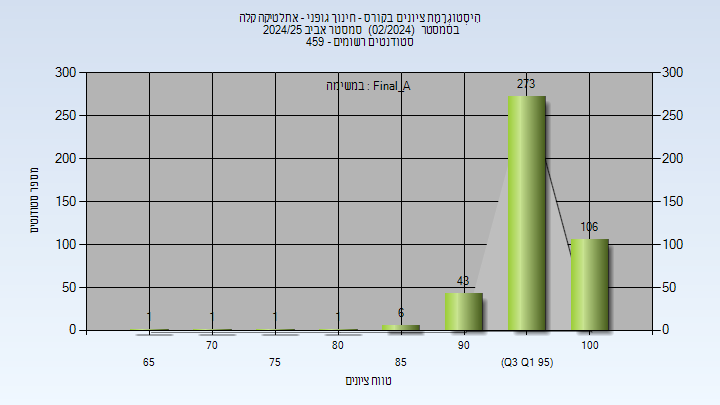 היסטוגרמת ציונים בקורס - חינוך גופני - אתלטיקה קלה
בסמסטר (02/2024) סמסטר אביב 2024/25
סטודנטים רשומים - 459
במשימה : Final_A
300 300
250 250
200 200
150 150
100 100
50 50
0 0
273
106
43
6
1 1 1 1
מספר סטודנטים
70 80 90 100
65 75 85 (Q3 Q1 95)
טווח ציונים